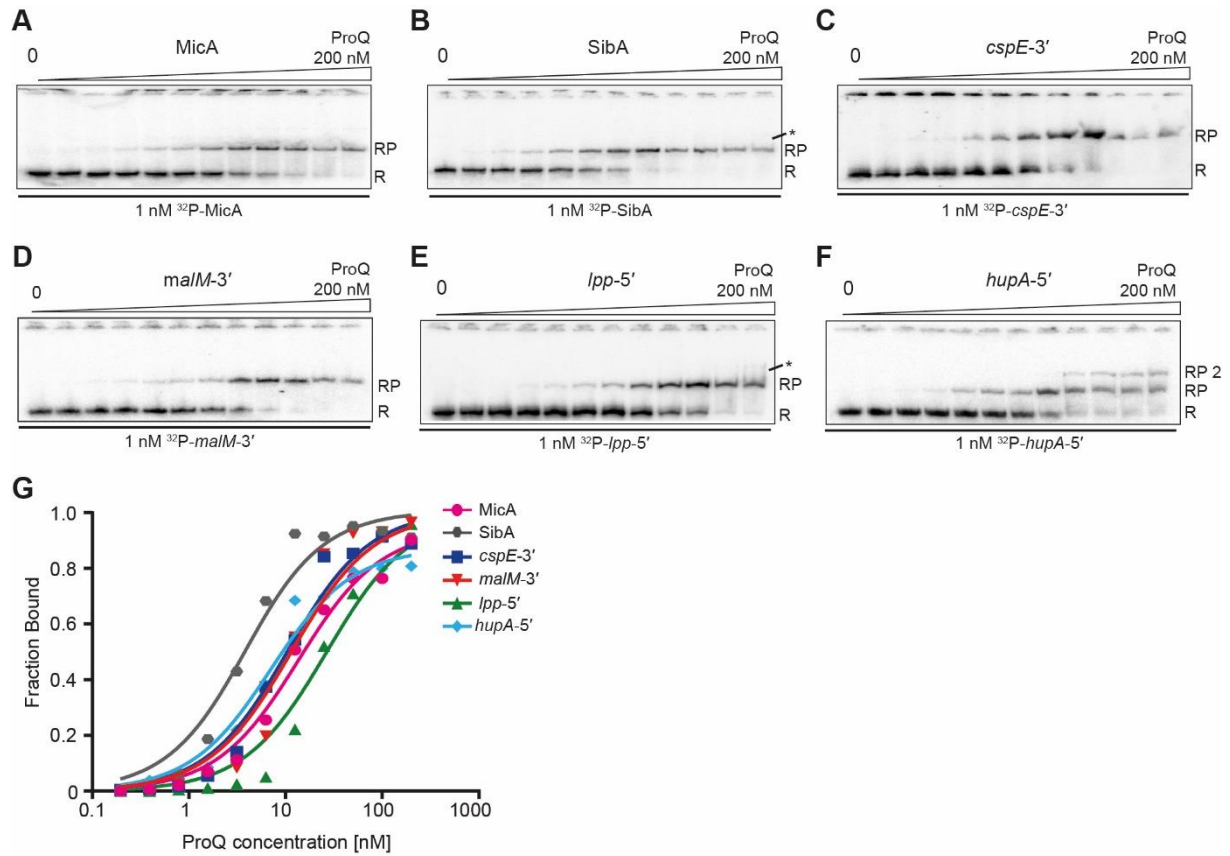 A
MicA
0
ProQ
200 nM
RP
R
1 nM ³²P-MicA
B
SibA
0
ProQ
200 nM
*
RP
R
1 nM ³²P-SibA
C
cspE-3′
0
ProQ
200 nM
RP
R
1 nM ³²P-cspE-3′
D
malM-3′
0
ProQ
200 nM
RP
R
1 nM ³²P-malM-3′
E
lpp-5′
0
ProQ
200 nM
*
RP
R
1 nM ³²P-lpp-5′
F
hupA-5′
0
ProQ
200 nM
RP 2
RP
R
1 nM ³²P-hupA-5′
G
Fraction Bound
1.0
0.8
0.6
0.4
0.2
0
0.1
1
10
100
1000
ProQ concentration [nM]
MicA
SibA
cspE-3′
malM-3′
lpp-5′
hupA-5′